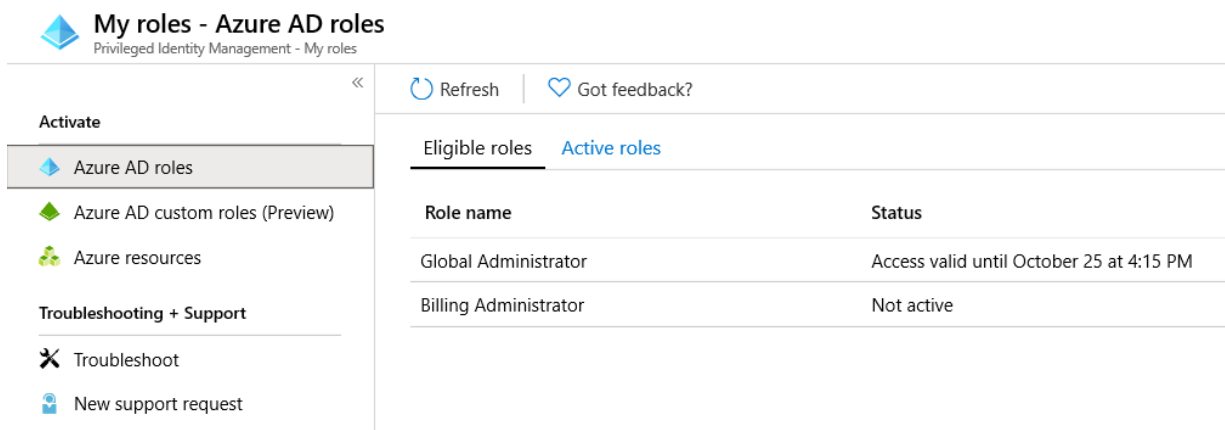 My roles - Azure AD roles
Privileged Identity Management - My roles
«
Activate
Azure AD roles
Azure AD custom roles (Preview)
Azure resources
Troubleshooting + Support
Troubleshoot
New support request
Refresh
Got feedback?
Eligible roles Active roles
Role name Status
Global Administrator Access valid until October 25 at 4:15 PM
Billing Administrator Not active